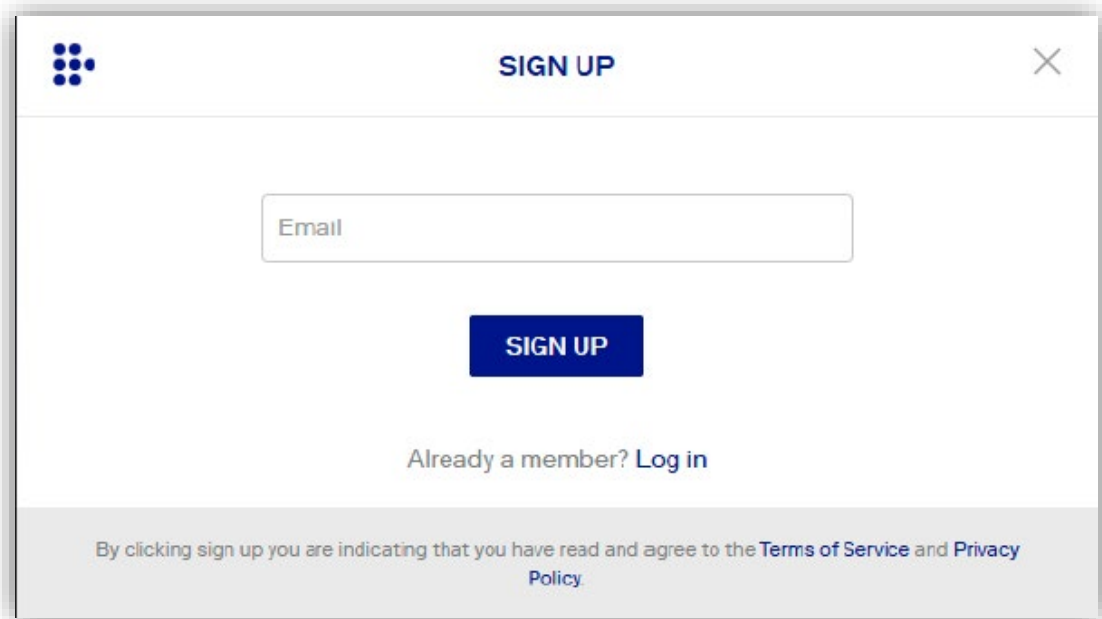 SIGN UP
Email
SIGN UP
Already a member? Log in
By clicking sign up you are indicating that you have read and agree to the Terms of Service and Privacy
Policy.